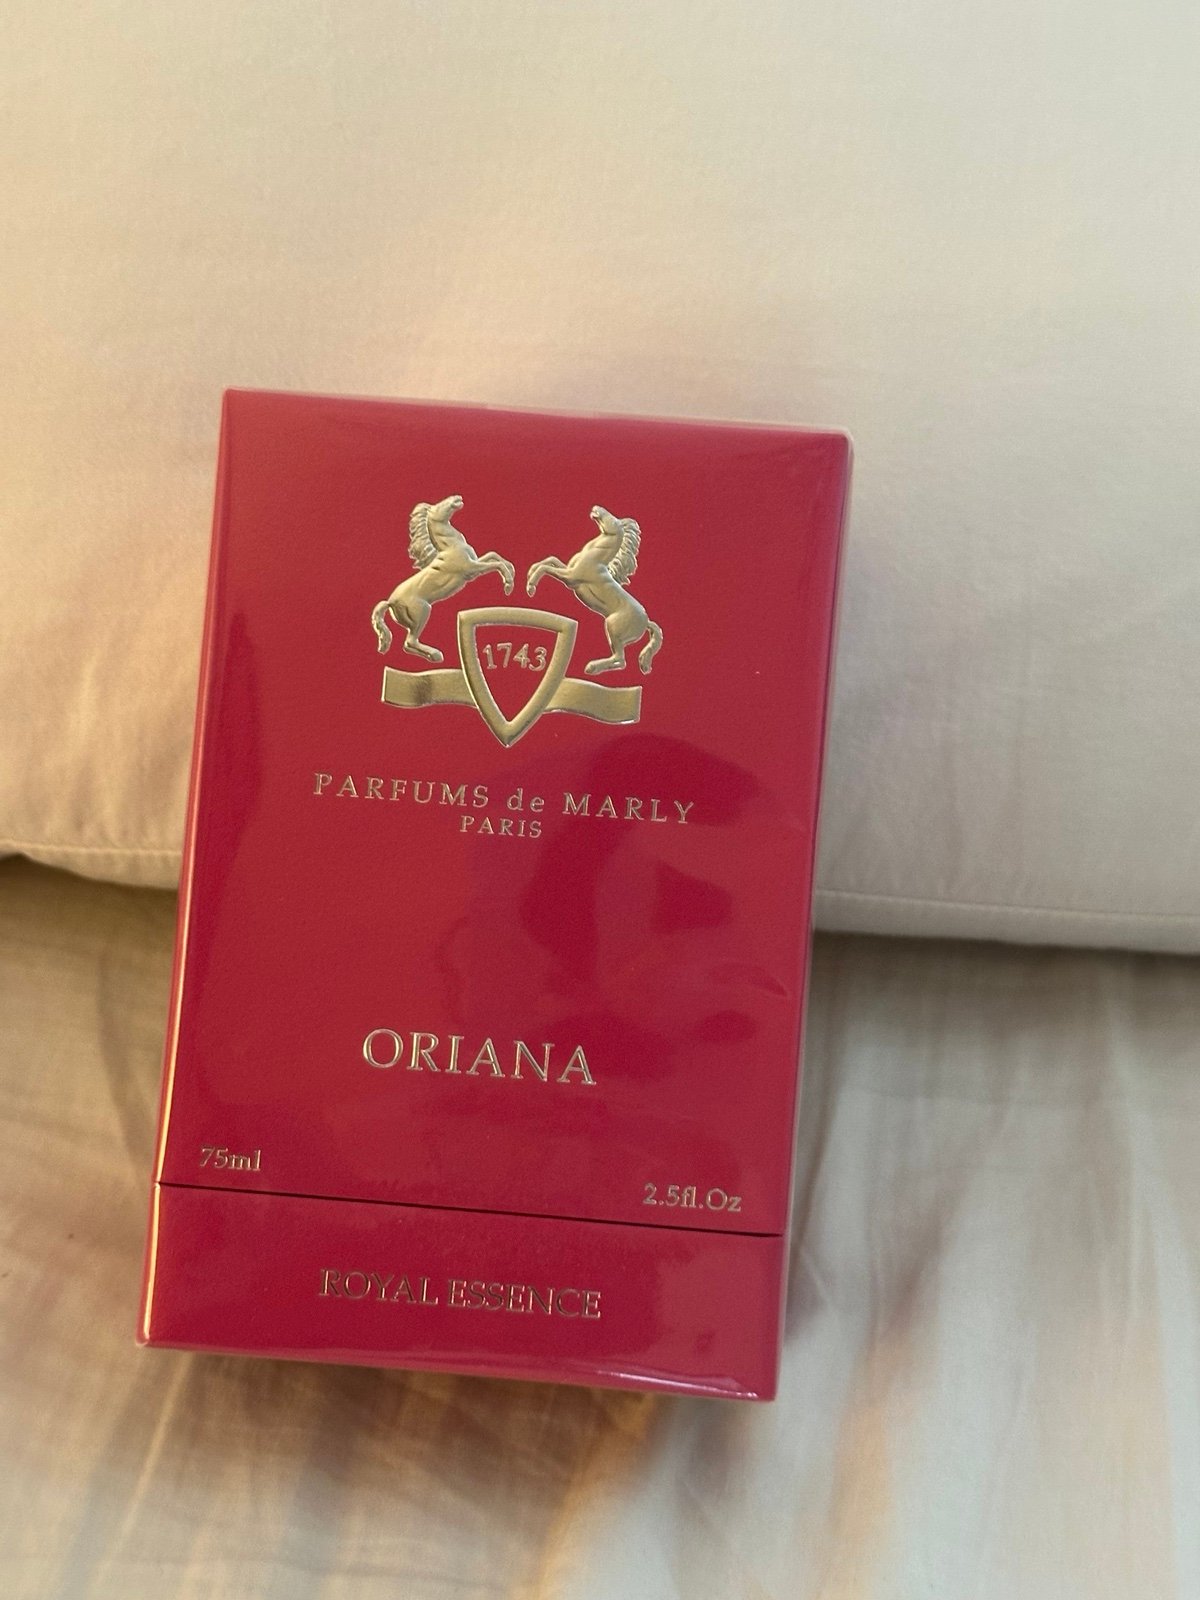 1743
PARFUMS de MARLY
PARIS
ORIANA
75ml
2.5fl.Oz
ROYAL ESSENCE